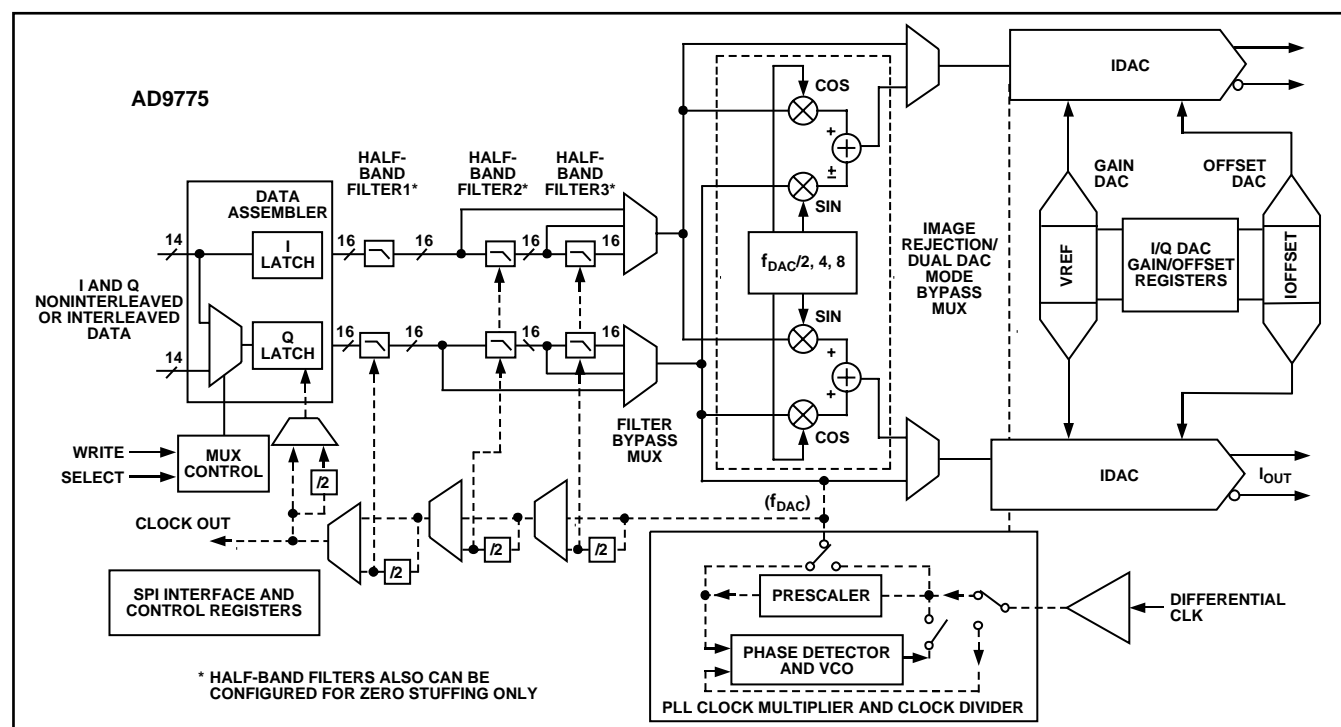 AD9775
HALF-
BAND
FILTER1*
HALF-
BAND
FILTER2*
HALF-
BAND
FILTER3*
DATA
ASSEMBLER
14
I
LATCH
16
16
16
16
I AND Q
NONINTERLEAVED
OR INTERLEAVED
DATA
14
Q
LATCH
16
16
16
16
WRITE
SELECT
MUX
CONTROL
/2
CLOCK OUT
/2
/2
/2
FILTER
BYPASS
MUX
SPI INTERFACE AND
CONTROL REGISTERS
* HALF-BAND FILTERS ALSO CAN BE
CONFIGURED FOR ZERO STUFFING ONLY
COS
+
±
SIN
fDAC/2, 4, 8
SIN
+
+
COS
(fDAC)
IMAGE
REJECTION/
DUAL DAC
MODE
BYPASS
MUX
IDAC
GAIN
DAC
OFFSET
DAC
VREF
I/Q DAC
GAIN/OFFSET
REGISTERS
IOFFSET
IDAC
IOUT
PRESCALER
PHASE DETECTOR
AND VCO
PLL CLOCK MULTIPLIER AND CLOCK DIVIDER
DIFFERENTIAL
CLK